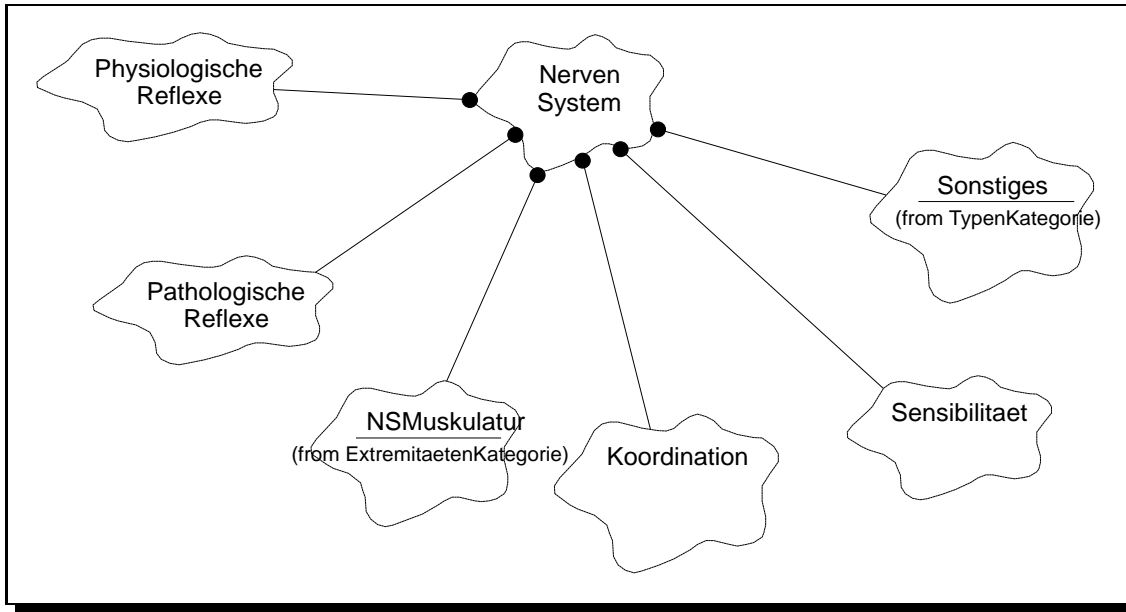 Physiologische
Reflexe
Nerven
System
Sonstiges
(from TypenKategorie)
Pathologische
Reflexe
NSMuskulatur
(from ExtremitaetenKategorie)
Koordination
Sensibilitaet